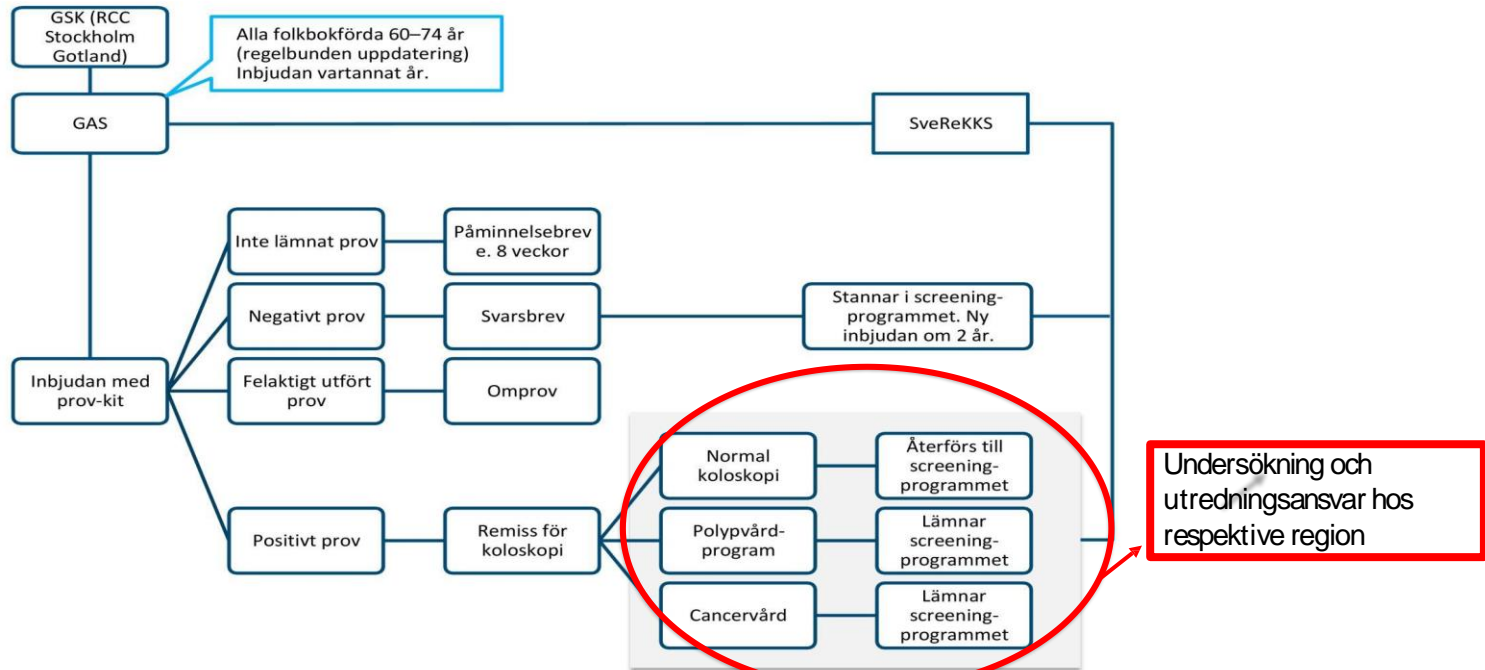 GSK (RCC
Stockholm
Gotland)
Alla folkbokförda 60–74 år
(regelbunden uppdatering)
Inbjudan vartannat år.
GAS
SveReKKS
Inte lämnat prov
Påminnelsebrev
e. 8 veckor
Negativt prov
Svarsbrev
Stannar i screening-
programmet. Ny
inbjudan om 2 år.
Inbjudan med
prov-kit
Felaktigt utfört
prov
Omprov
Normal
koloskopi
Återförs till
screening-
programmet
Positivt prov
Remiss för
koloskopi
Polypvård-
program
Lämnar
screening-
programmet
Cancervård
Lämnar
screening-
programmet
Undersökning och
utredningsansvar hos
respektive region